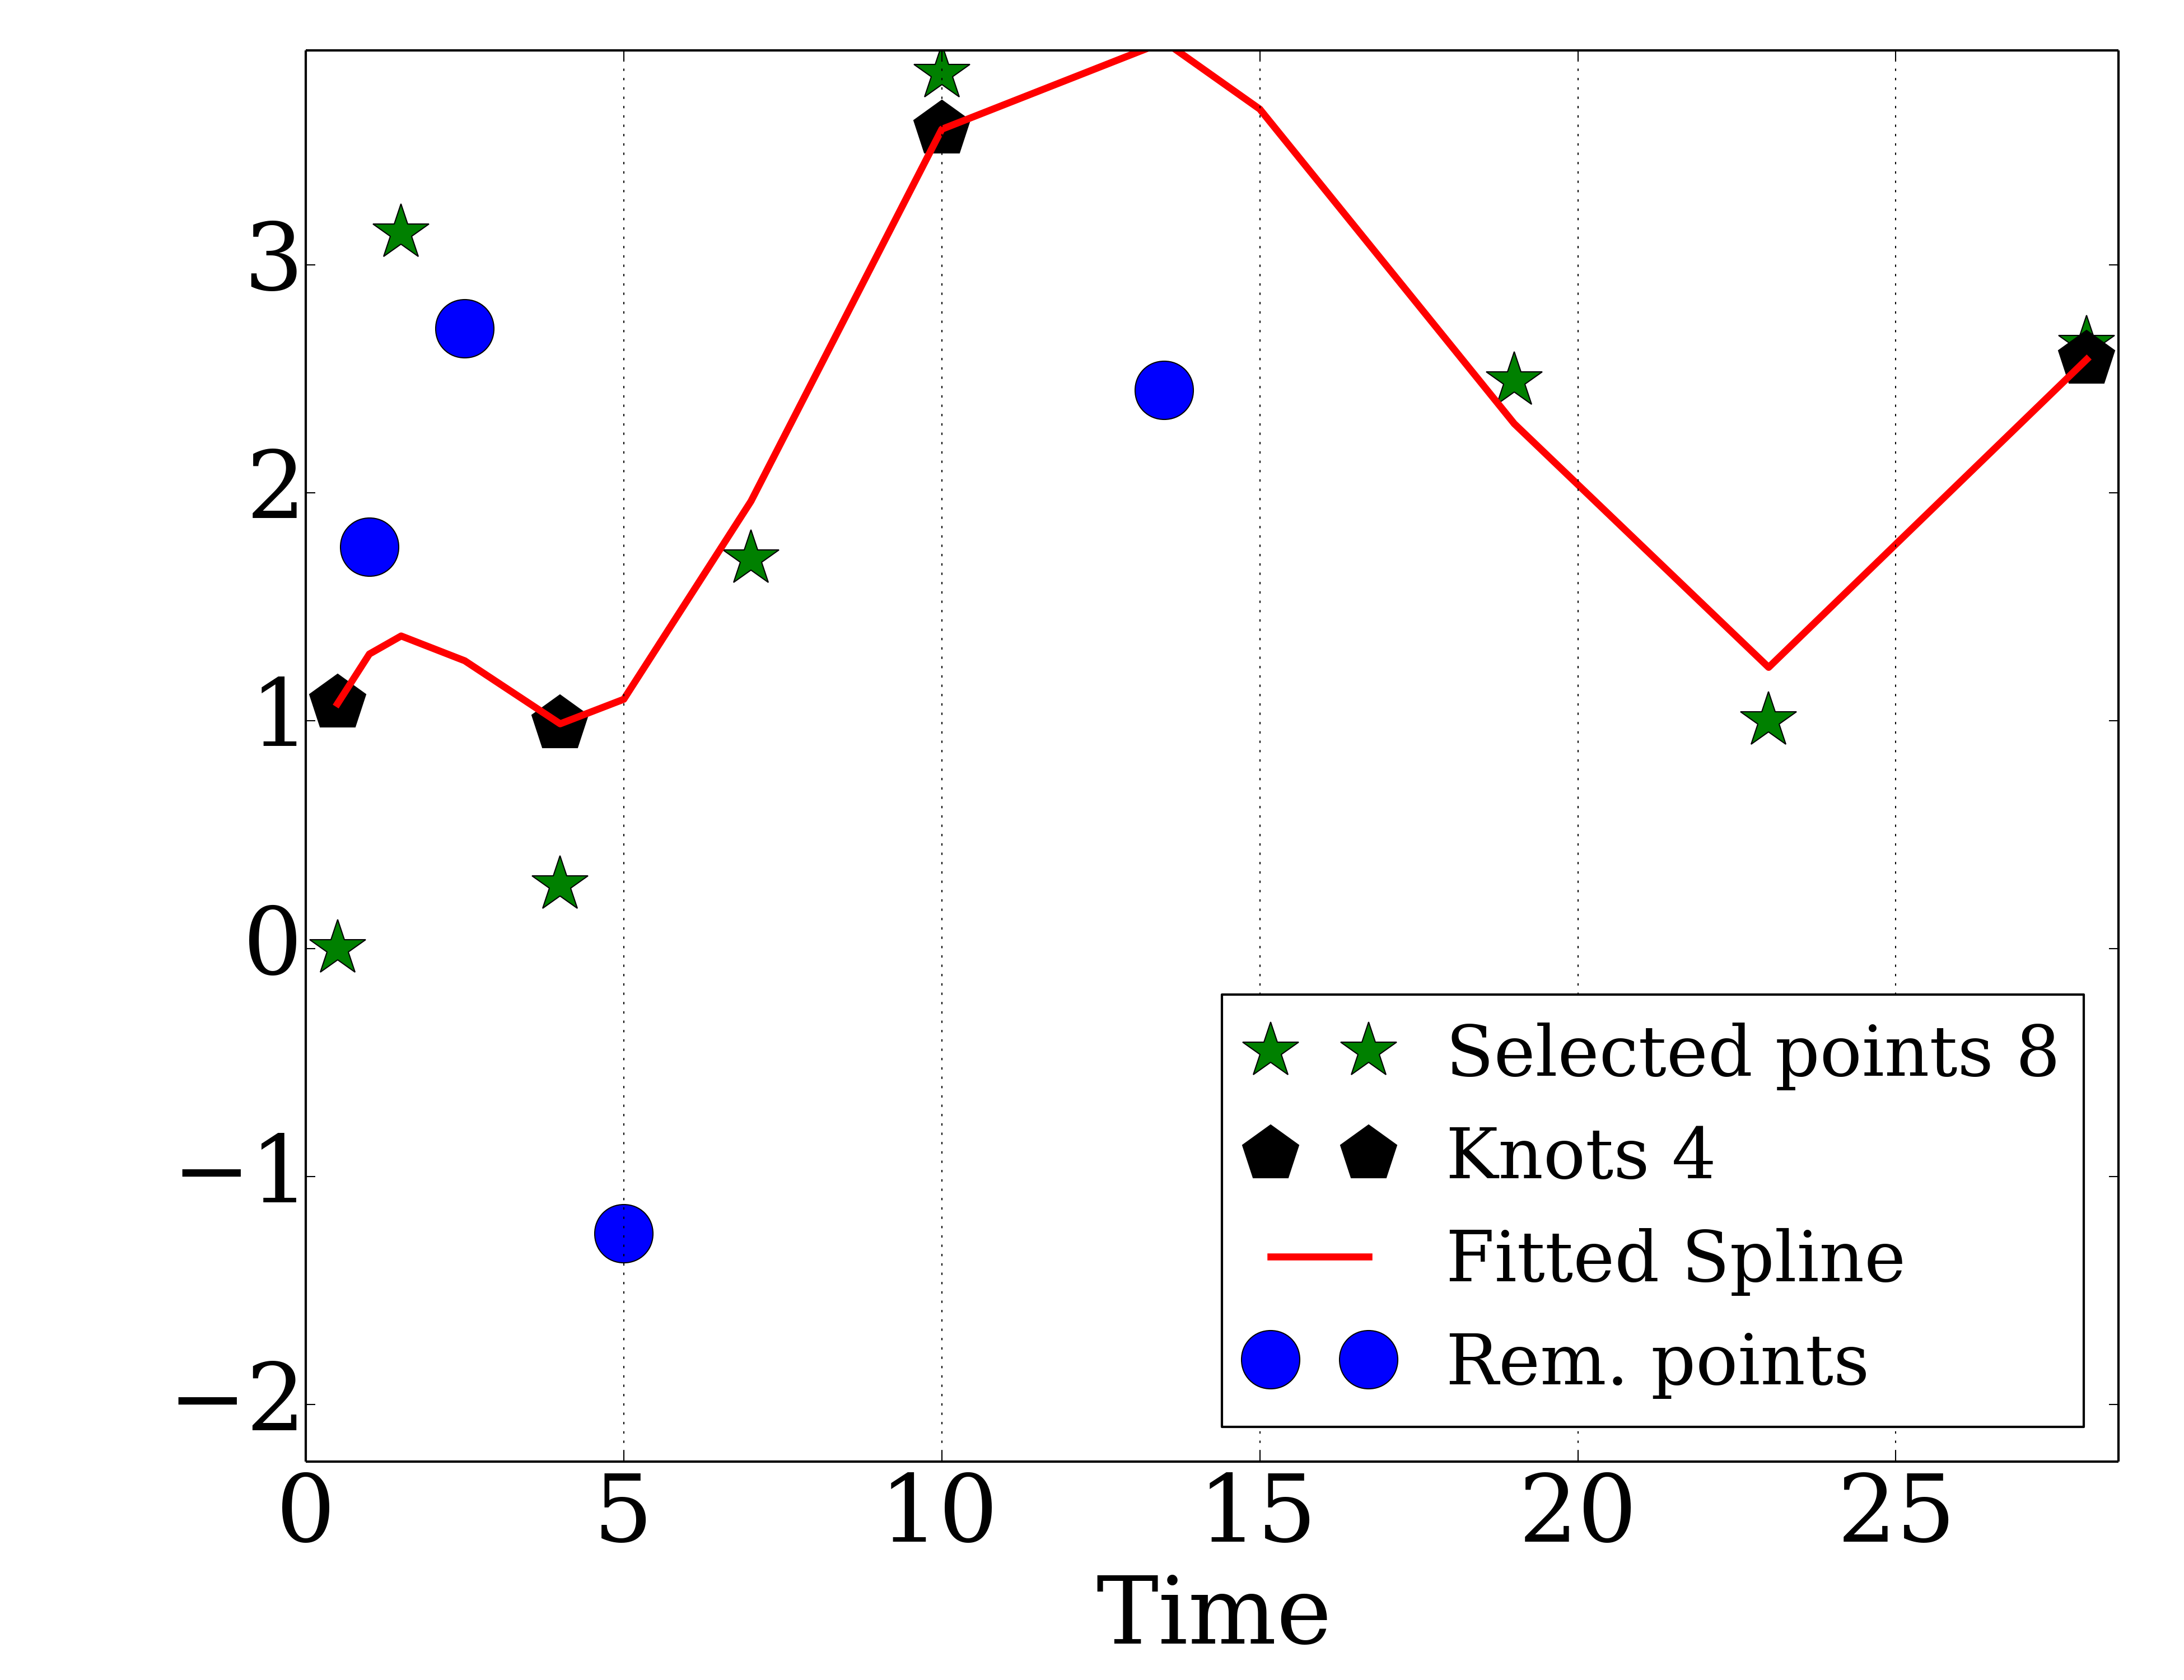 3
2
1
0
−1
−2
Selected points 8
Knots 4
Fitted Spline
Rem. points
0 5 10 15 20 25
Time